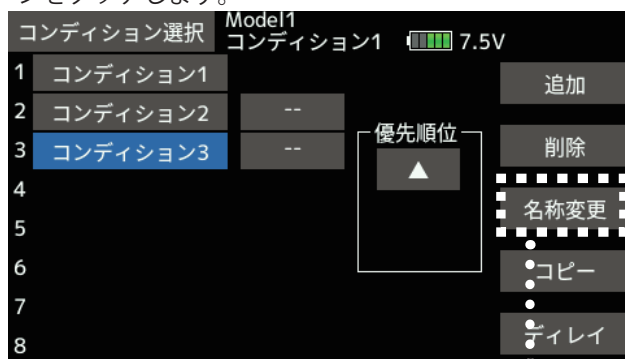 コンディション選択
Model1
コンディション1 7.5V
1 コンディション1
追加
2 コンディション2 --
優先順位
3 コンディション3 --
削除
▲
4
名称変更
5
6
コピー
7
ディレイ
8